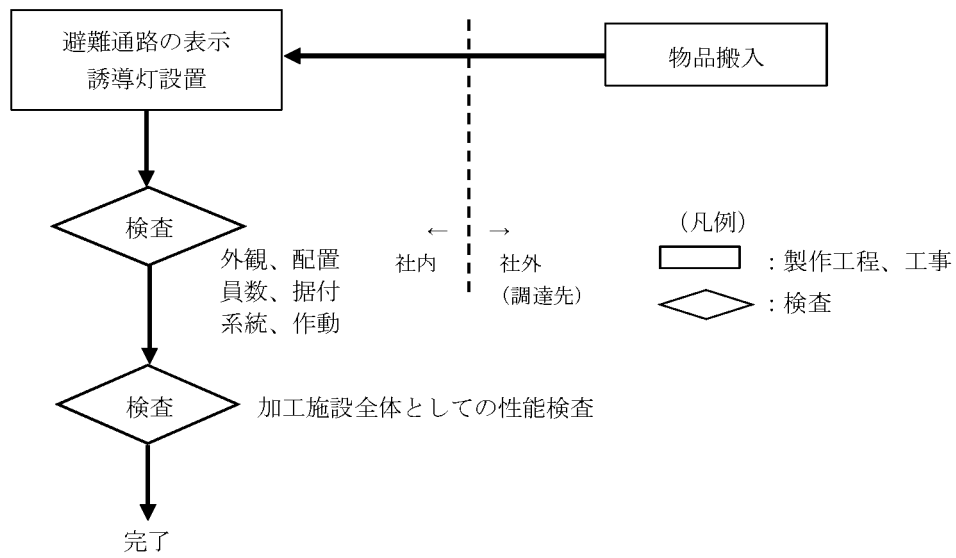 避難通路の表示
誘導灯設置
物品搬入
検査
外観、配置
員数、据付
系統、作動
←
社内
→
社外
(調達先)
(凡例)
：製作工程、工事
：検査
検査
加工施設全体としての性能検査
完了